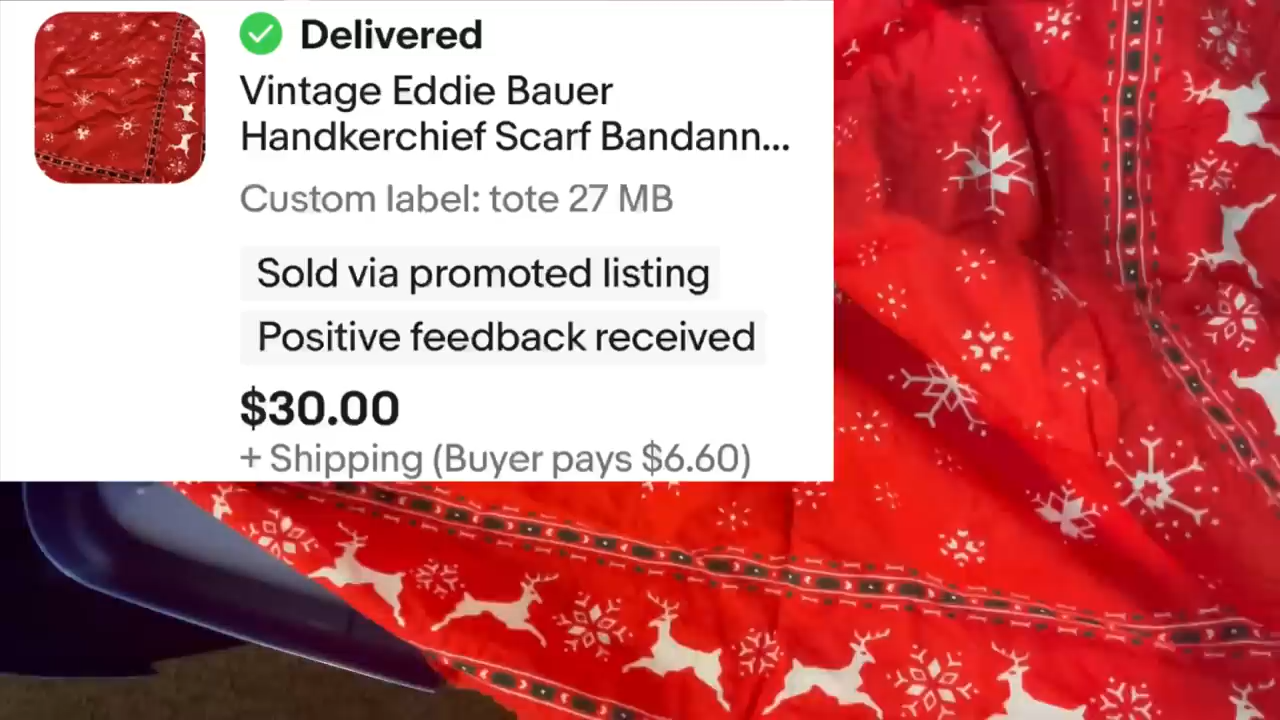 Delivered
Vintage Eddie Bauer
Handkerchief Scarf Bandann...
Custom label: tote 27 MB
Sold via promoted listing
Positive feedback received
$30.00
+ Shipping (Buyer pays $6.60)